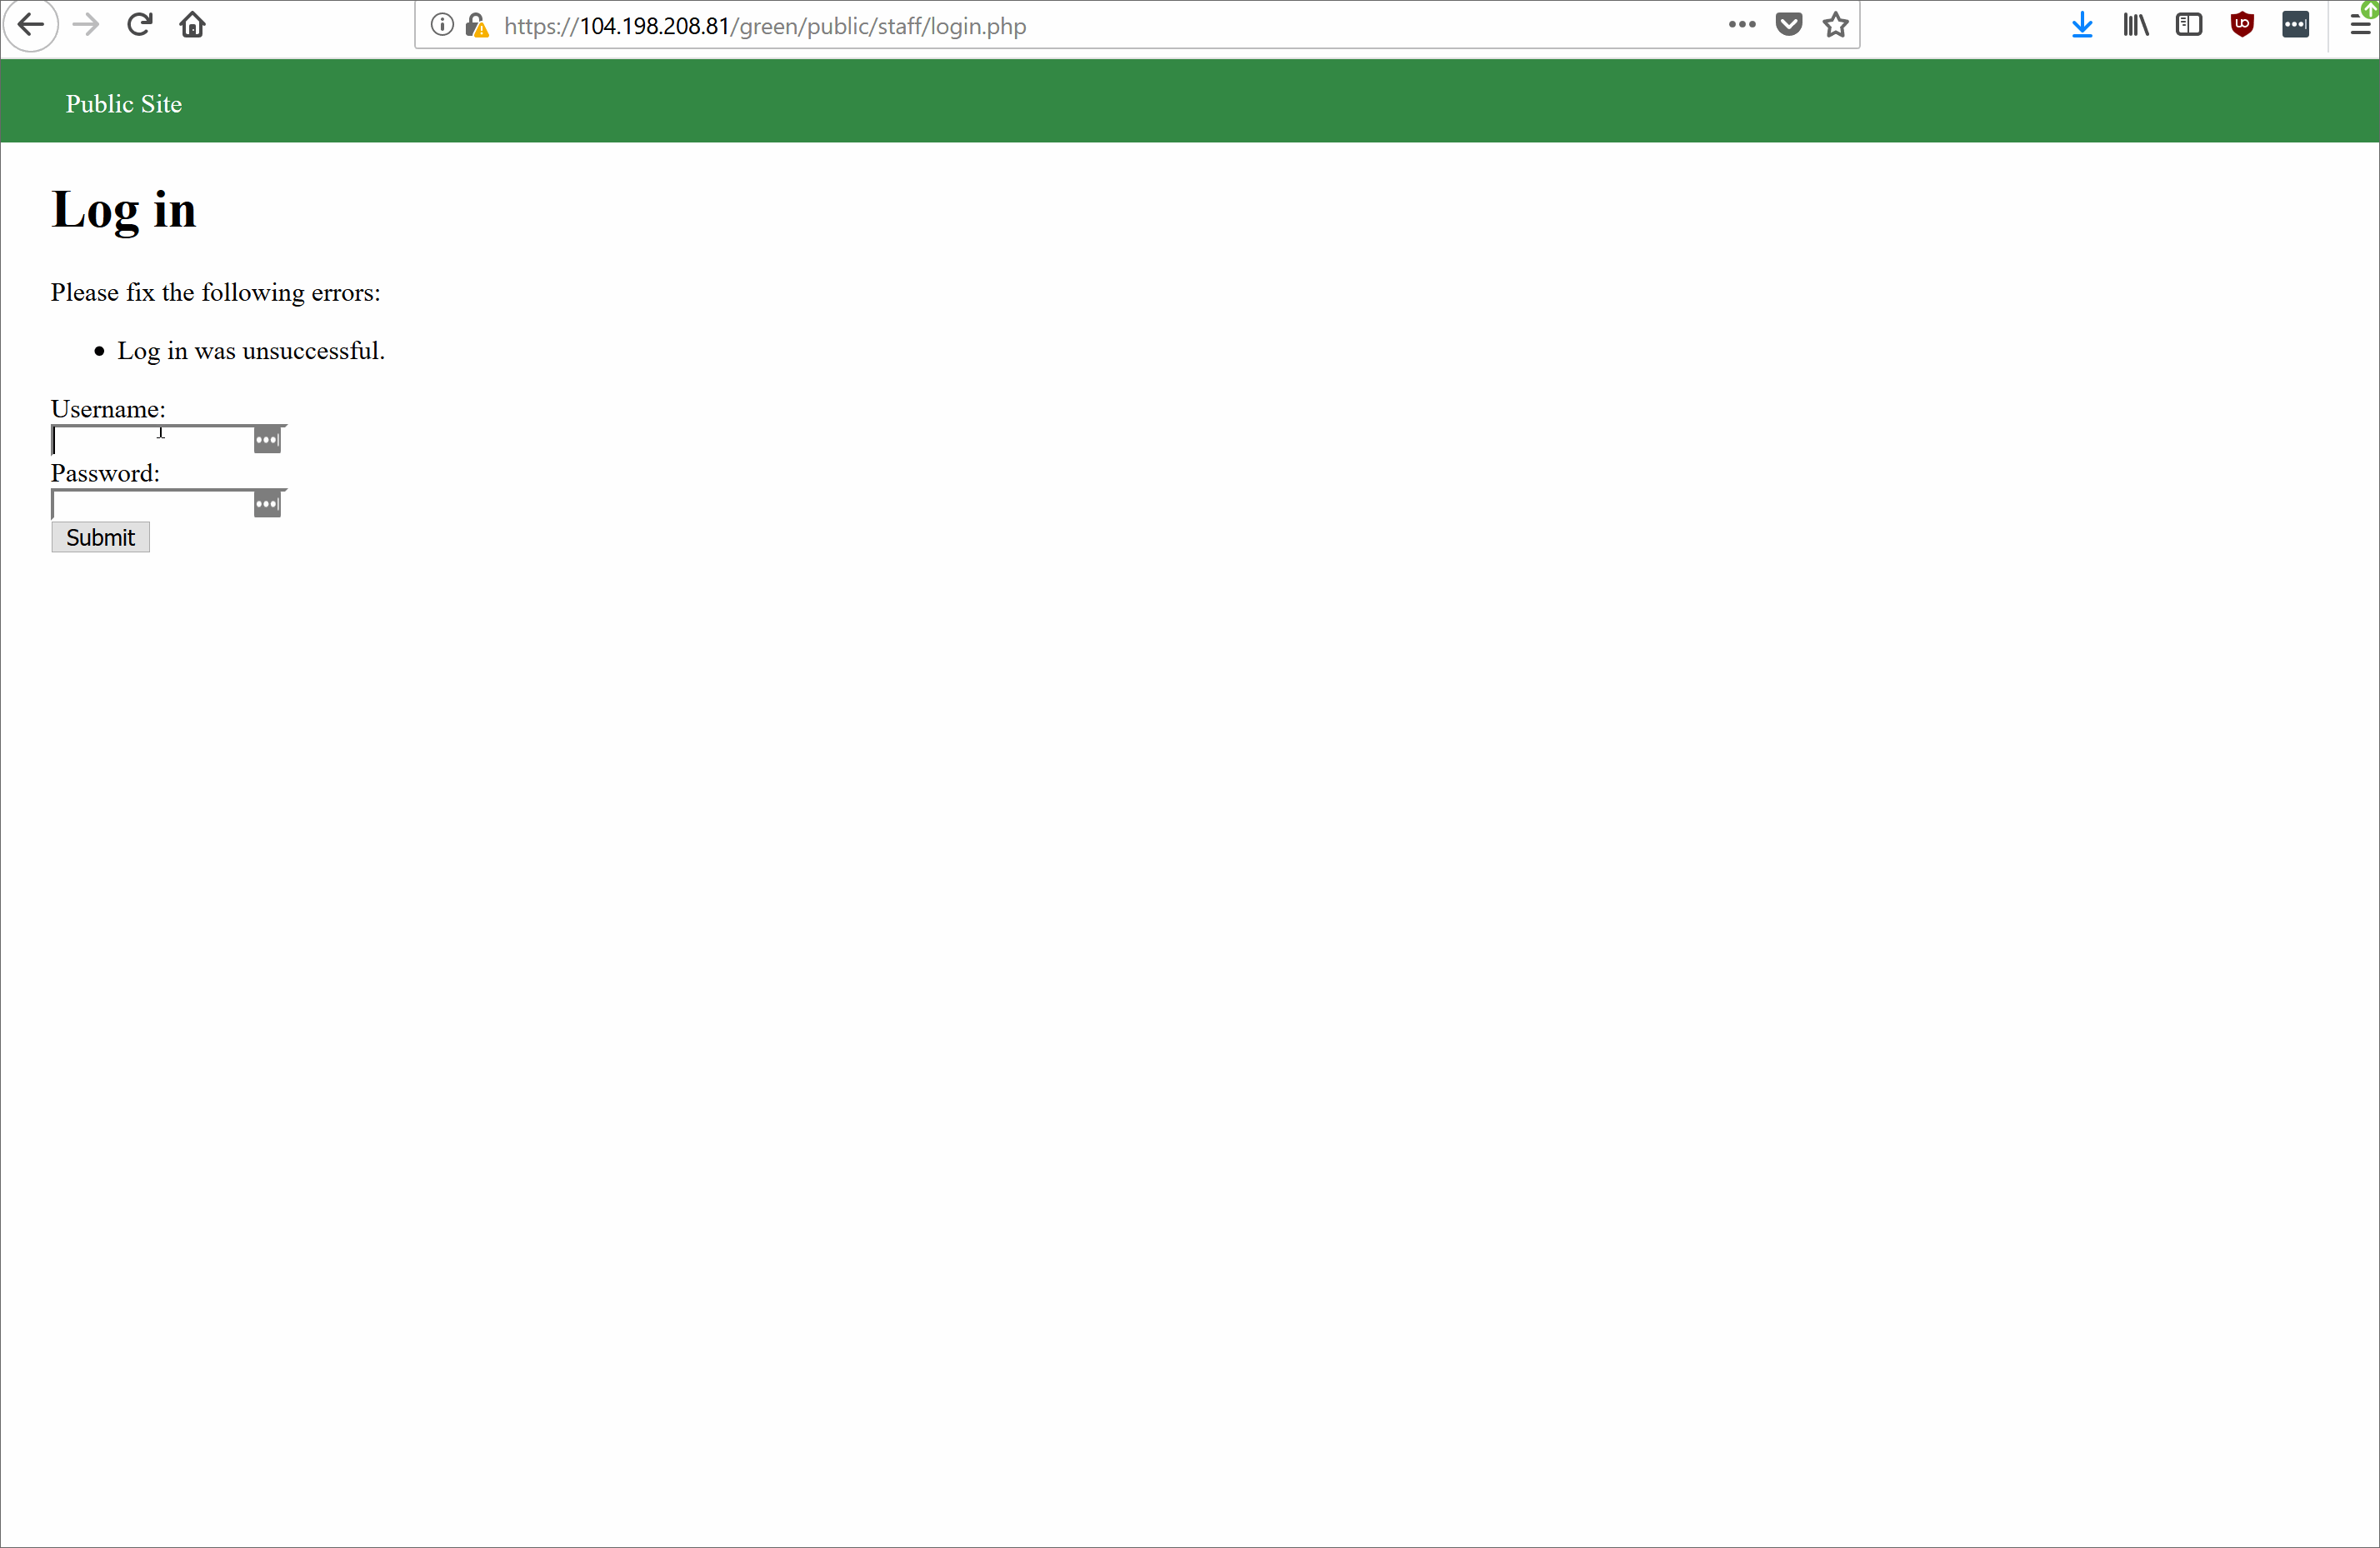 https://104.198.208.81/green/public/staff/login.php
Public Site
Log in
Please fix the following errors:
Log in was unsuccessful.
Username:
Password:
Submit